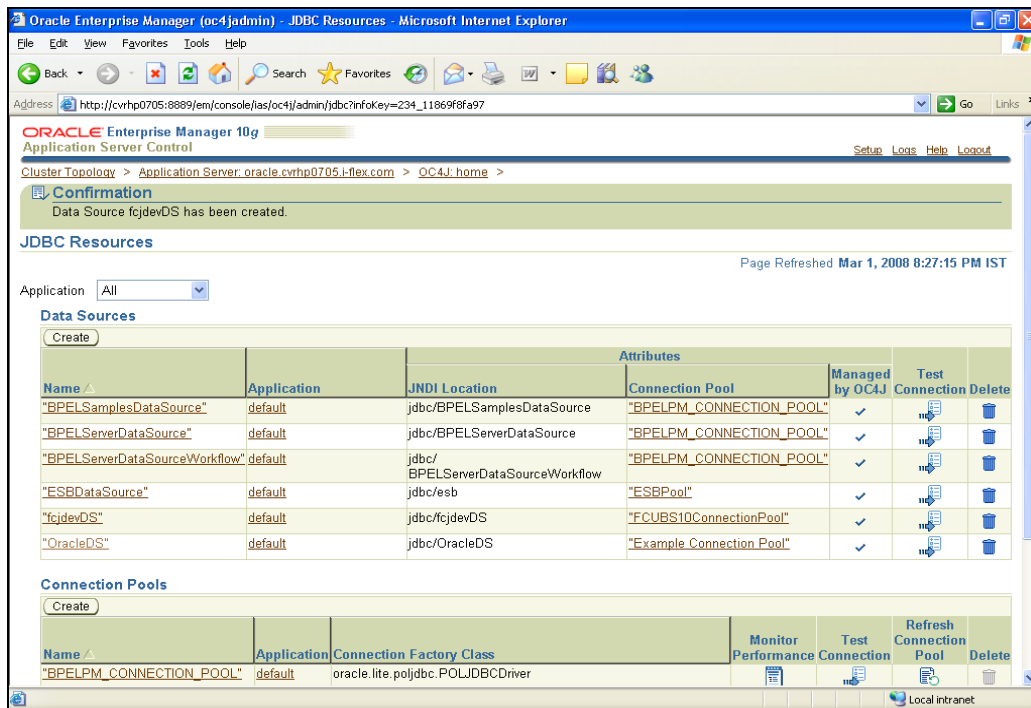 Oracle Enterprise Manager (oc4jadmin) - JDBC Resources - Microsoft Internet Explorer
File Edit View Favorites Tools Help
Back Search Favorites
Address http://cvrhp0705:8889/em/console/ias/oc4j/admin/jdbc?infoKey=234_11869f8fa97 Go Links
ORACLE Enterprise Manager 10g
Application Server Control
Setup Logs Help Logout
Cluster Topology > Application Server: oracle.cvrhp0705.i-flex.com > OC4J: home >
Confirmation
Data Source fcjdevDS has been created.
JDBC Resources
Page Refreshed Mar 1, 2008 8:27:15 PM IST
Application All
Data Sources
Create
Attributes
Name Application JNDI Location Connection Pool Managed by OC4J Test Connection Delete
"BPELSamplesDataSource" default jdbc/BPELSamplesDataSource "BPELPM_CONNECTION_POOL"
"BPELServerDataSource" default jdbc/BPELServerDataSource "BPELPM_CONNECTION_POOL"
"BPELServerDataSourceWorkflow" default jdbc/ "BPELPM_CONNECTION_POOL"
BPELServerDataSourceWorkflow
"ESBDataSource" default jdbc/esb "ESBPool"
"fcjdevDS" default jdbc/fcjdevDS "FCUBS10ConnectionPool"
"OracleDS" default jdbc/OracleDS "Example Connection Pool"
Connection Pools
Create
Name Application Connection Factory Class Monitor Performance Test Connection Refresh Connection Pool Delete
"BPELPM_CONNECTION_POOL" default oracle.lite.poljdbc.POLJDBCDriver
Local intranet